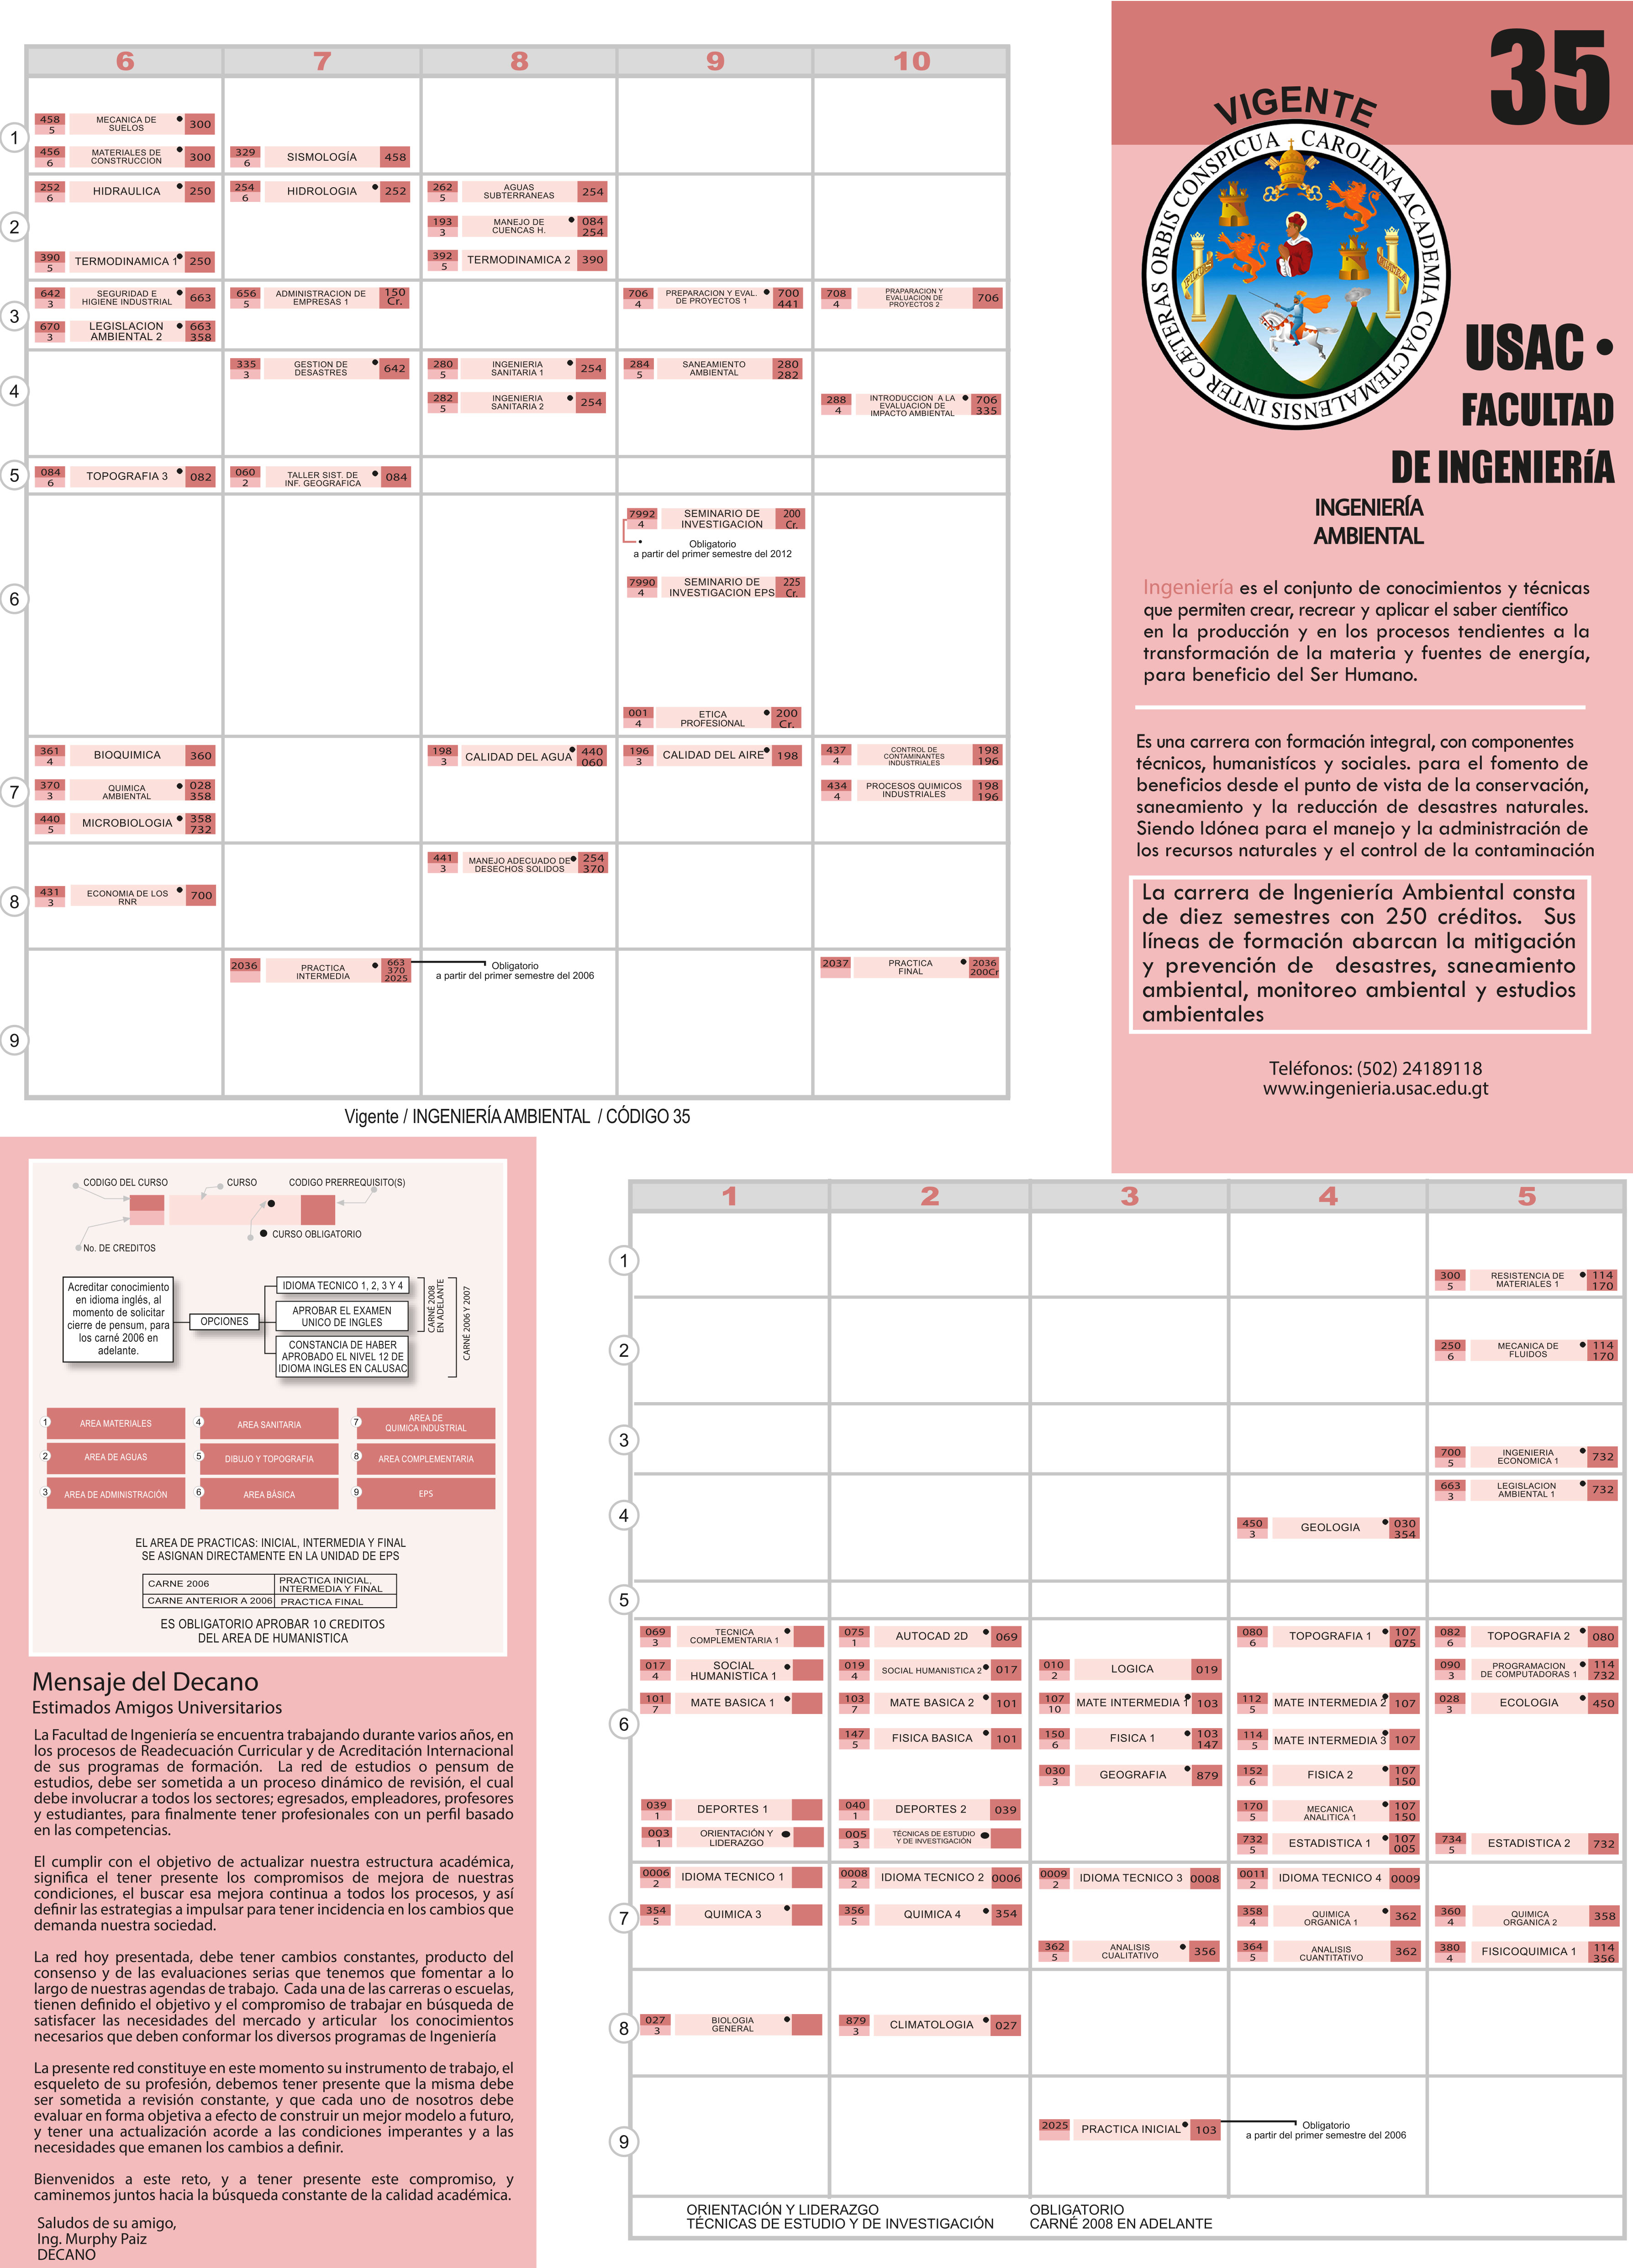 6 7 8 9 10
1
458 5 MECANICA DE SUELOS 300
456 6 MATERIALES DE CONSTRUCCION 300
329 6 SISMOLOGÍA 458
2
252 6 HIDRAULICA 250
254 6 HIDROLOGIA 252
262 5 AGUAS SUBTERRANEAS 254
193 3 MANEJO DE CUENCAS H. 084 254
390 5 TERMODINAMICA 1 250
392 5 TERMODINAMICA 2 390
3
642 3 SEGURIDAD E HIGIENE INDUSTRIAL 663
656 5 ADMINISTRACION DE EMPRESAS 1 150 Cr.
706 4 PREPARACION Y EVAL. DE PROYECTOS 1 700 441
708 4 PRAPARACION Y EVALUACION DE PROYECTOS 2 706
670 3 LEGISLACION AMBIENTAL 2 663 358
4
335 3 GESTION DE DESASTRES 642
280 5 INGENIERIA SANITARIA 1 254
284 5 SANEAMIENTO AMBIENTAL 280 282
282 5 INGENIERIA SANITARIA 2 254
288 4 INTRODUCCION A LA EVALUACION DE IMPACTO AMBIENTAL 706 335
5
084 6 TOPOGRAFIA 3 082
060 2 TALLER SIST. DE INF. GEOGRAFICA 084
6
7992 4 SEMINARIO DE INVESTIGACION 200 Cr.
Obligatorio
a partir del primer semestre del 2012
7990 4 SEMINARIO DE INVESTIGACION EPS 225 Cr.
001 4 ETICA PROFESIONAL 200 Cr.
7
361 4 BIOQUIMICA 360
198 3 CALIDAD DEL AGUA 440 060
196 3 CALIDAD DEL AIRE 198
437 4 CONTROL DE CONTAMINANTES INDUSTRIALES 198 196
370 3 QUIMICA AMBIENTAL 028 358
434 4 PROCESOS QUIMICOS INDUSTRIALES 198 196
440 5 MICROBIOLOGIA 358 732
8
441 3 MANEJO ADECUADO DE DESECHOS SOLIDOS 254 370
431 3 ECONOMIA DE LOS RNR 700
9
2036 PRACTICA INTERMEDIA 663 370 2025
Obligatorio
a partir del primer semestre del 2006
2037 PRACTICA FINAL 2036 200Cr
Vigente / INGENIERÍA AMBIENTAL / CÓDIGO 35
35
VIGENTE
INTER CÆTERAS ORBIS CONSPICUA CAROLINA ACADEMIA COACTEMALENSIS
USAC •
FACULTAD
DE INGENIERíA
INGENIERÍA
AMBIENTAL
Ingeniería es el conjunto de conocimientos y técnicas
que permiten crear, recrear y aplicar el saber científico
en la producción y en los procesos tendientes a la
transformación de la materia y fuentes de energía,
para beneficio del Ser Humano.
Es una carrera con formación integral, con componentes
técnicos, humanistícos y sociales. para el fomento de
beneficios desde el punto de vista de la conservación,
saneamiento y la reducción de desastres naturales.
Siendo Idónea para el manejo y la administración de
los recursos naturales y el control de la contaminación
La carrera de Ingeniería Ambiental consta
de diez semestres con 250 créditos. Sus
líneas de formación abarcan la mitigación
y prevención de desastres, saneamiento
ambiental, monitoreo ambiental y estudios
ambientales
Teléfonos: (502) 24189118
www.ingenieria.usac.edu.gt
CODIGO DEL CURSO CURSO CODIGO PRERREQUISITO(S)
CURSO OBLIGATORIO
No. DE CREDITOS
Acreditar conocimiento
en idioma inglés, al
momento de solicitar
cierre de pensum, para
los carné 2006 en
adelante.
OPCIONES
IDIOMA TECNICO 1, 2, 3 Y 4
APROBAR EL EXAMEN
UNICO DE INGLES
CONSTANCIA DE HABER
APROBADO EL NIVEL 12 DE
IDIOMA INGLES EN CALUSAC
CARNÉ 2008
EN ADELANTE
CARNÉ 2006 Y 2007
1 AREA MATERIALES
4 AREA SANITARIA
7 AREA DE QUIMICA INDUSTRIAL
2 AREA DE AGUAS
5 DIBUJO Y TOPOGRAFIA
8 AREA COMPLEMENTARIA
3 AREA DE ADMINISTRACIÓN
6 AREA BÁSICA
9 EPS
EL AREA DE PRACTICAS: INICIAL, INTERMEDIA Y FINAL
SE ASIGNAN DIRECTAMENTE EN LA UNIDAD DE EPS
CARNE 2006 PRACTICA INICIAL, INTERMEDIA Y FINAL
CARNE ANTERIOR A 2006 PRACTICA FINAL
ES OBLIGATORIO APROBAR 10 CREDITOS
DEL AREA DE HUMANISTICA
Mensaje del Decano
Estimados Amigos Universitarios
La Facultad de Ingeniería se encuentra trabajando durante varios años, en
los procesos de Readecuación Curricular y de Acreditación Internacional
de sus programas de formación. La red de estudios o pensum de
estudios, debe ser sometida a un proceso dinámico de revisión, el cual
debe involucrar a todos los sectores; egresados, empleadores, profesores
y estudiantes, para finalmente tener profesionales con un perfil basado
en las competencias.
El cumplir con el objetivo de actualizar nuestra estructura académica,
significa el tener presente los compromisos de mejora de nuestras
condiciones, el buscar esa mejora continua a todos los procesos, y así
definir las estrategias a impulsar para tener incidencia en los cambios que
demanda nuestra sociedad.
La red hoy presentada, debe tener cambios constantes, producto del
consenso y de las evaluaciones serias que tenemos que fomentar a lo
largo de nuestras agendas de trabajo. Cada una de las carreras o escuelas,
tienen definido el objetivo y el compromiso de trabajar en búsqueda de
satisfacer las necesidades del mercado y articular los conocimientos
necesarios que deben conformar los diversos programas de Ingeniería
La presente red constituye en este momento su instrumento de trabajo, el
esqueleto de su profesión, debemos tener presente que la misma debe
ser sometida a revisión constante, y que cada uno de nosotros debe
evaluar en forma objetiva a efecto de construir un mejor modelo a futuro,
y tener una actualización acorde a las condiciones imperantes y a las
necesidades que emanen los cambios a definir.
Bienvenidos a este reto, y a tener presente este compromiso, y
caminemos juntos hacia la búsqueda constante de la calidad académica.
Saludos de su amigo,
Ing. Murphy Paiz
DECANO
1 2 3 4 5
1
300 5 RESISTENCIA DE MATERIALES 1 114 170
2
250 6 MECANICA DE FLUIDOS 114 170
3
700 5 INGENIERIA ECONOMICA 1 732
4
663 3 LEGISLACION AMBIENTAL 1 732
450 3 GEOLOGIA 030 354
5
6
069 3 TECNICA COMPLEMENTARIA 1
075 1 AUTOCAD 2D 069
080 6 TOPOGRAFIA 1 107 075
082 6 TOPOGRAFIA 2 080
017 4 SOCIAL HUMANISTICA 1
019 4 SOCIAL HUMANISTICA 2 017
010 2 LOGICA 019
090 3 PROGRAMACION DE COMPUTADORAS 1 114 732
101 7 MATE BASICA 1
103 7 MATE BASICA 2 101
107 10 MATE INTERMEDIA 1 103
112 5 MATE INTERMEDIA 2 107
028 3 ECOLOGIA 450
147 5 FISICA BASICA 101
150 6 FISICA 1 103 147
114 5 MATE INTERMEDIA 3 107
030 3 GEOGRAFIA 879
152 6 FISICA 2 107 150
039 1 DEPORTES 1
040 1 DEPORTES 2 039
170 5 MECANICA ANALITICA 1 107 150
003 1 ORIENTACIÓN Y LIDERAZGO
005 3 TÉCNICAS DE ESTUDIO Y DE INVESTIGACIÓN
732 5 ESTADISTICA 1 107 005
734 5 ESTADISTICA 2 732
7
0006 2 IDIOMA TECNICO 1
0008 2 IDIOMA TECNICO 2 0006
0009 2 IDIOMA TECNICO 3 0008
0011 2 IDIOMA TECNICO 4 0009
354 5 QUIMICA 3
356 5 QUIMICA 4 354
358 4 QUIMICA ORGANICA 1 362
360 4 QUIMICA ORGANICA 2 358
362 5 ANALISIS CUALITATIVO 356
364 5 ANALISIS CUANTITATIVO 362
380 4 FISICOQUIMICA 1 114 356
8
027 3 BIOLOGIA GENERAL
879 3 CLIMATOLOGIA 027
9
2025 PRACTICA INICIAL 103
Obligatorio
a partir del primer semestre del 2006
ORIENTACIÓN Y LIDERAZGO OBLIGATORIO
TÉCNICAS DE ESTUDIO Y DE INVESTIGACIÓN CARNÉ 2008 EN ADELANTE